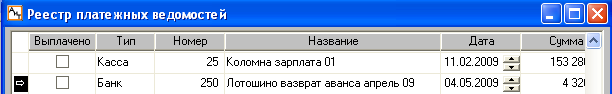 Реестр платежных ведомостей
Выплачено Тип Номер Название Дата Сумма
Касса 25 Коломна зарплата 01 11.02.2009 153 28
Банк 250 Лотошино вазврат аванса апрель 09 04.05.2009 4 32